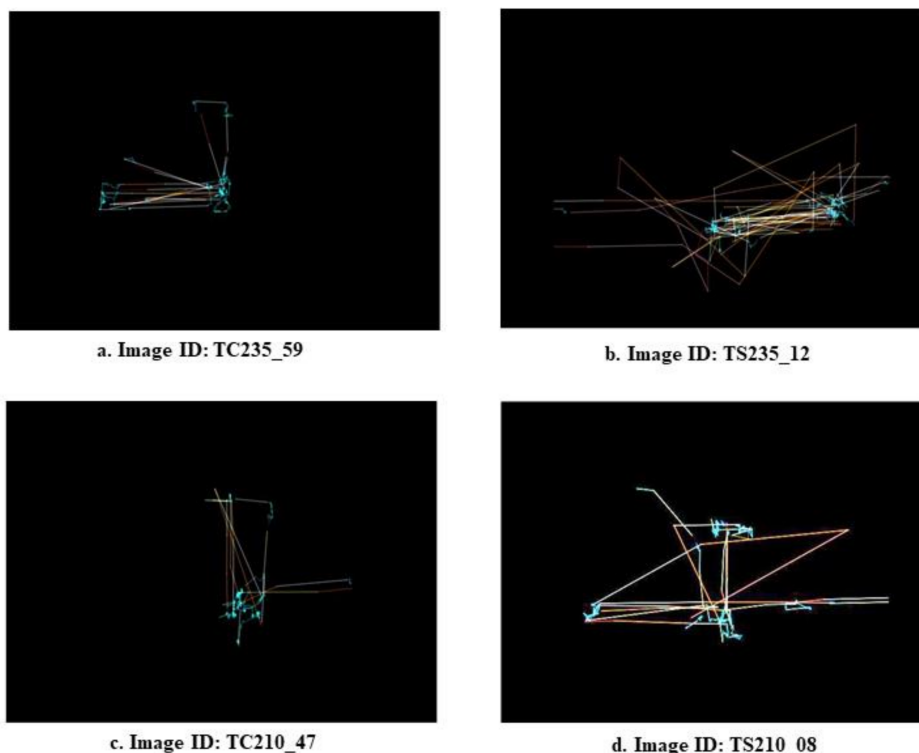 a. Image ID: TC235_59
b. Image ID: TS235_12
c. Image ID: TC210_47
d. Image ID: TS210_08